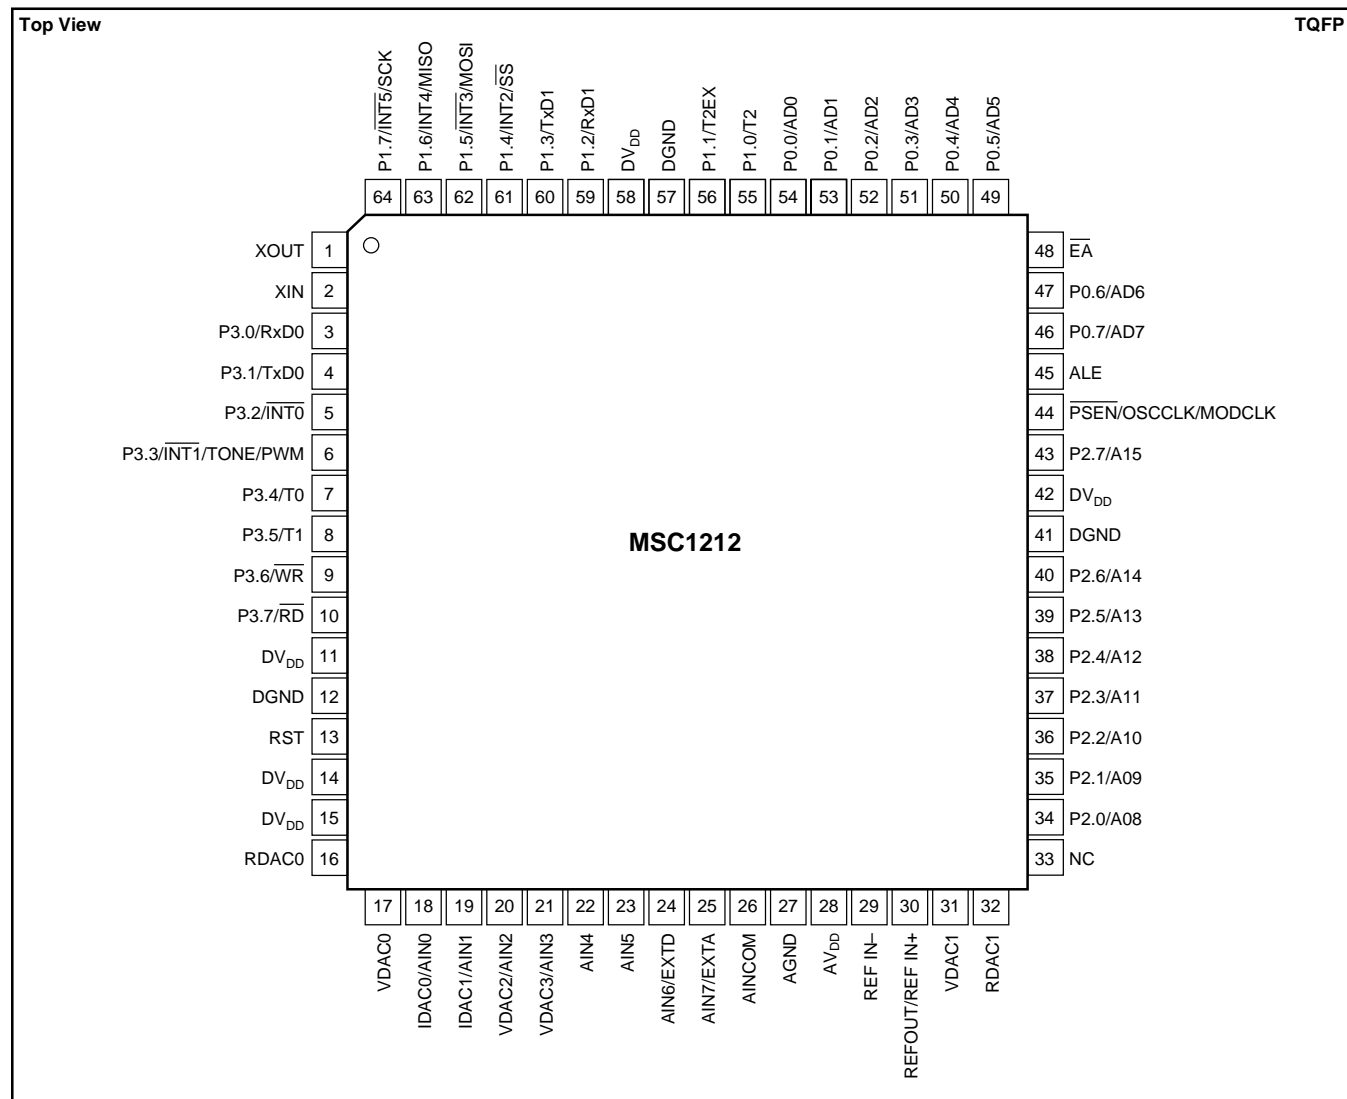 Top View
TQFP
P1.7/I̅N̅T̅5̅/SCK
P1.6/INT4/MISO
P1.5/I̅N̅T̅3̅/MOSI
P1.4/INT2/S̅S̅
P1.3/TxD1
P1.2/RxD1
DVDD
DGND
P1.1/T2EX
P1.0/T2
P0.0/AD0
P0.1/AD1
P0.2/AD2
P0.3/AD3
P0.4/AD4
P0.5/AD5
64 63 62 61 60 59 58 57 56 55 54 53 52 51 50 49
XOUT 1
XIN 2
P3.0/RxD0 3
P3.1/TxD0 4
P3.2/I̅N̅T̅0̅ 5
P3.3/I̅N̅T̅1̅/TONE/PWM 6
P3.4/T0 7
P3.5/T1 8
P3.6/W̅R̅ 9
P3.7/R̅D̅ 10
DVDD 11
DGND 12
RST 13
DVDD 14
DVDD 15
RDAC0 16
MSC1212
48 E̅A̅
47 P0.6/AD6
46 P0.7/AD7
45 ALE
44 P̅S̅E̅N̅/OSCCLK/MODCLK
43 P2.7/A15
42 DVDD
41 DGND
40 P2.6/A14
39 P2.5/A13
38 P2.4/A12
37 P2.3/A11
36 P2.2/A10
35 P2.1/A09
34 P2.0/A08
33 NC
17 18 19 20 21 22 23 24 25 26 27 28 29 30 31 32
VDAC0
IDAC0/AIN0
IDAC1/AIN1
VDAC2/AIN2
VDAC3/AIN3
AIN4
AIN5
AIN6/EXTD
AIN7/EXTA
AINCOM
AGND
AVDD
REF IN–
REFOUT/REF IN+
VDAC1
RDAC1